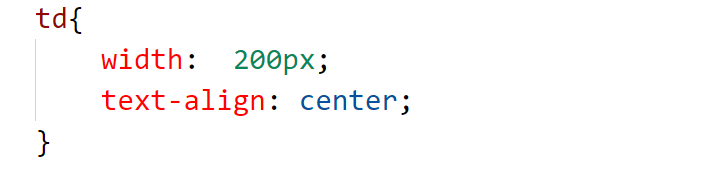 td{
    width:  200px;
    text-align: center;
}